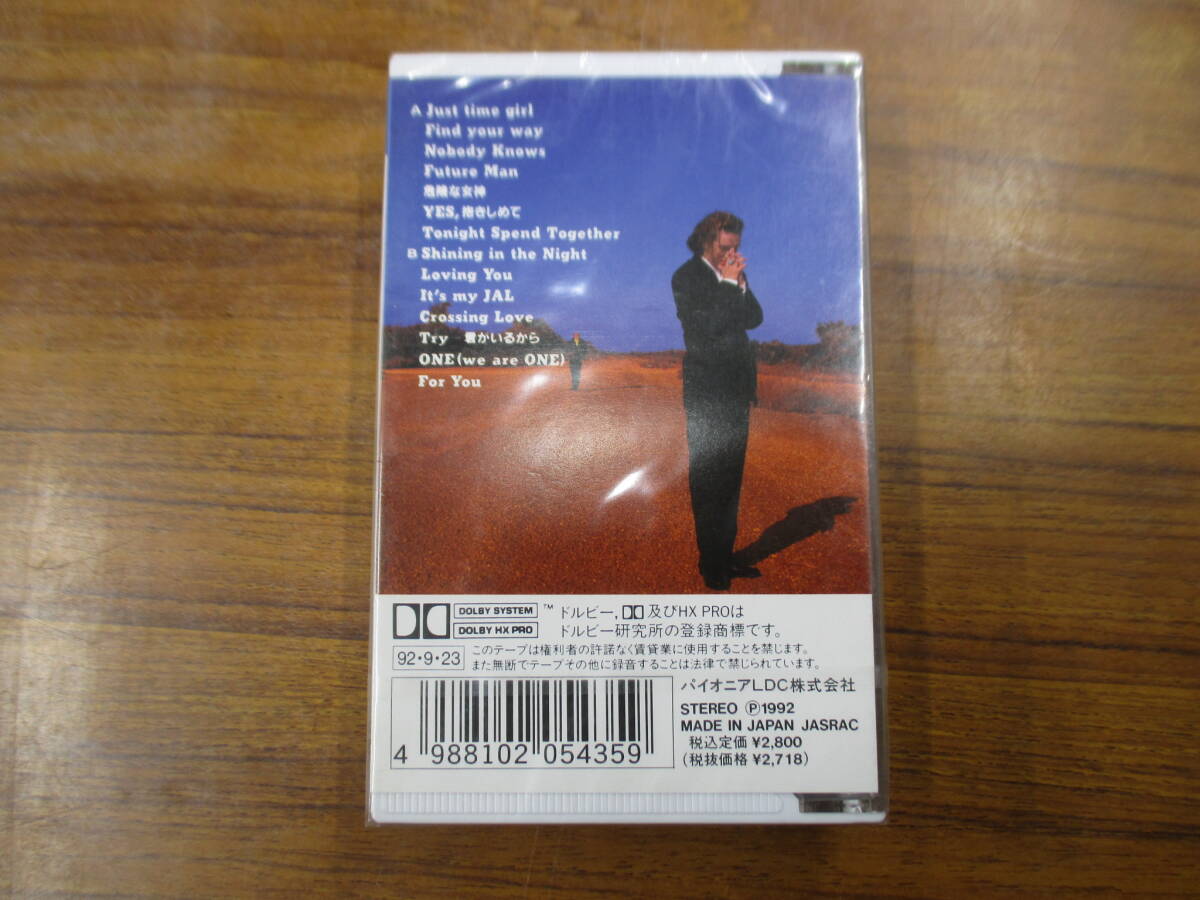 A Just time girl
Find your way
Nobody Knows
Future Man
危険な女神
YES, 抱きしめて
Tonight Spend Together
B Shining in the Night
Loving You
It's my JAL
Crossing Love
Try 君がいるから
ONE (we are ONE)
For You
DOLBY SYSTEM ™ ドルビー, 及びHX PROは
DOLBY HX PRO ドルビー研究所の登録商標です。
92・9・23 このテープは権利者の許諾なく賃貸業に使用することを禁じます。
また無断でテープその他に録音することは法律で禁じられています。
パイオニアLDC株式会社
STEREO Ⓟ1992
MADE IN JAPAN JASRAC
税込定価 ¥2,800
(税抜価格 ¥2,718)
4 988102 054359